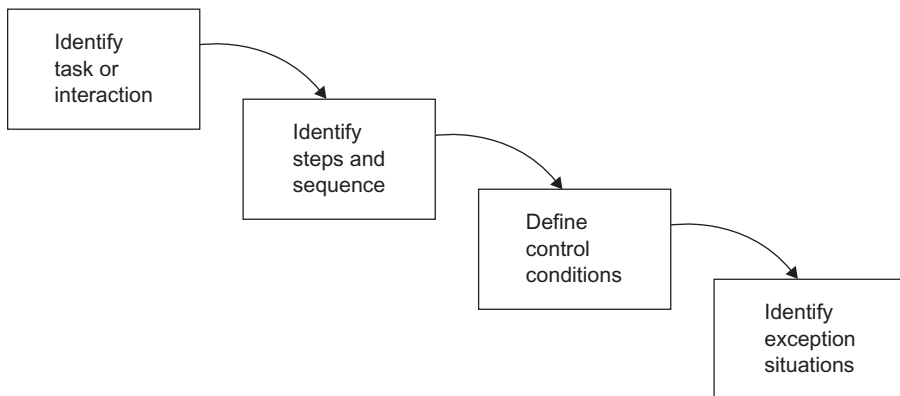 Identify
task or
interaction
Identify
steps and
sequence
Define
control
conditions
Identify
exception
situations